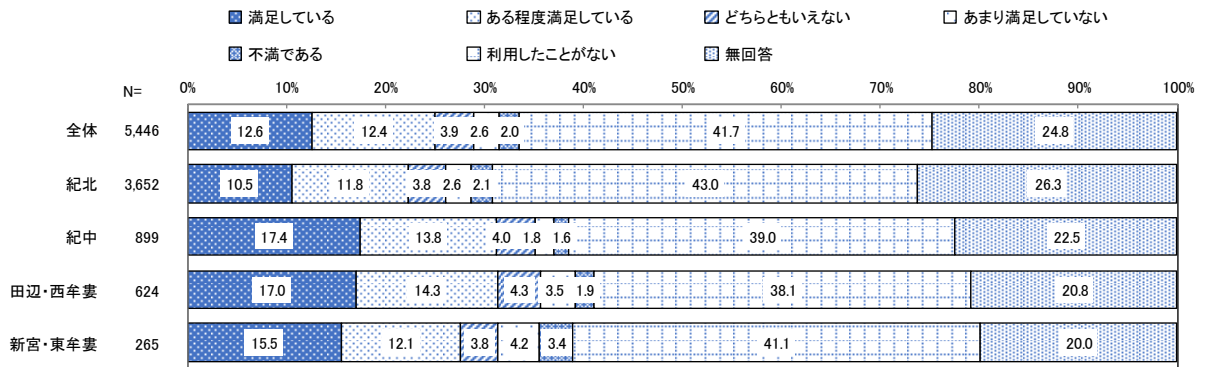 満足している ある程度満足している どちらともいえない あまり満足していない
不満である 利用したことがない 無回答
N= 0% 10% 20% 30% 40% 50% 60% 70% 80% 90% 100%
全体 5,446 12.6 12.4 3.9 2.6 2.0 41.7 24.8
紀北 3,652 10.5 11.8 3.8 2.6 2.1 43.0 26.3
紀中 899 17.4 13.8 4.0 1.8 1.6 39.0 22.5
田辺・西牟婁 624 17.0 14.3 4.3 3.5 1.9 38.1 20.8
新宮・東牟婁 265 15.5 12.1 3.8 4.2 3.4 41.1 20.0